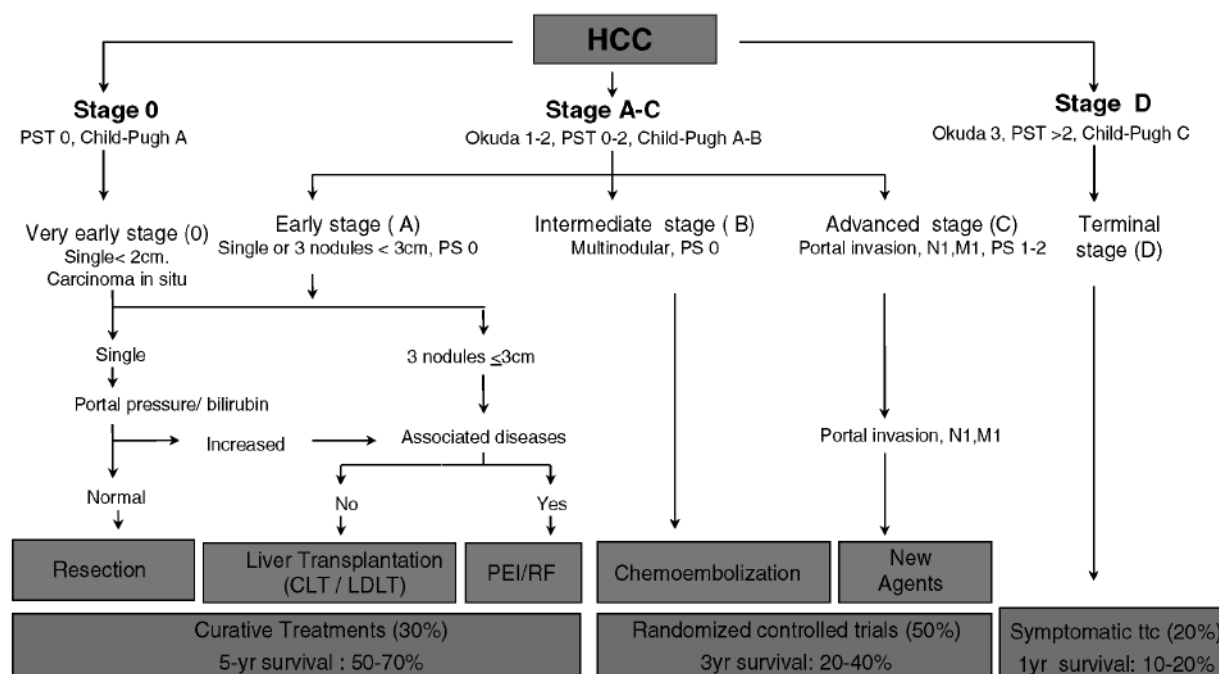 HCC
Stage 0
PST 0, Child-Pugh A
Stage A-C
Okuda 1-2, PST 0-2, Child-Pugh A-B
Stage D
Okuda 3, PST >2, Child-Pugh C
Very early stage (0)
Single< 2cm.
Carcinoma in situ
Early stage ( A)
Single or 3 nodules < 3cm, PS 0
Intermediate stage ( B)
Multinodular, PS 0
Advanced stage (C)
Portal invasion, N1,M1, PS 1-2
Terminal
stage (D)
Single
3 nodules ≤3cm
Portal pressure/ bilirubin
Increased
Associated diseases
Portal invasion, N1,M1
Normal
No
Yes
Resection
Liver Transplantation
(CLT / LDLT)
PEI/RF
Chemoembolization
New
Agents
Curative Treatments (30%)
5-yr survival : 50-70%
Randomized controlled trials (50%)
3yr survival: 20-40%
Symptomatic ttc (20%)
1yr survival: 10-20%